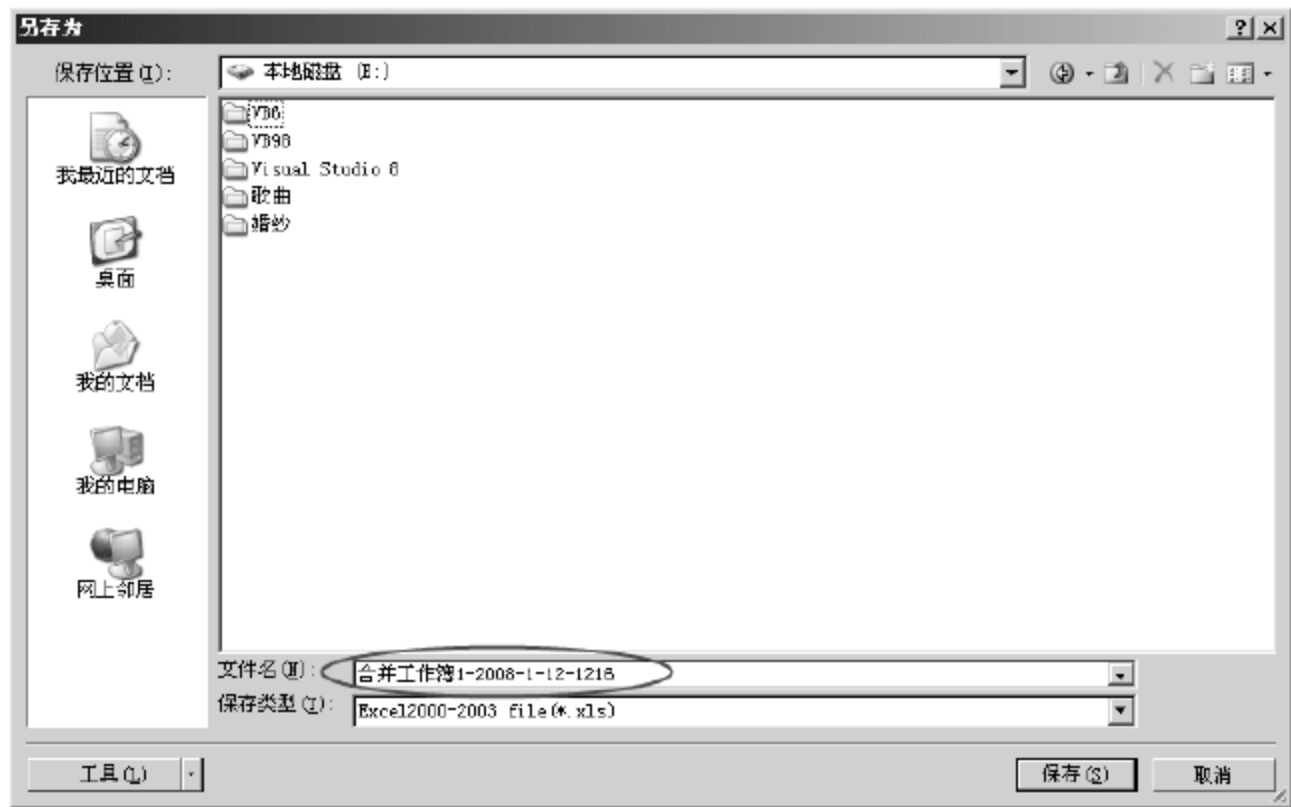 另存为
保存位置(I):
本地磁盘 (E:)
VB6
VB98
Visual Studio 8
歌曲
婚纱
我最近的文档
桌面
我的文档
我的电脑
网上邻居
文件名(N):
合并工作簿1-2008-1-12-1216
保存类型(T):
Excel2000-2003 file(*.xls)
工具(L)
保存(S)
取消